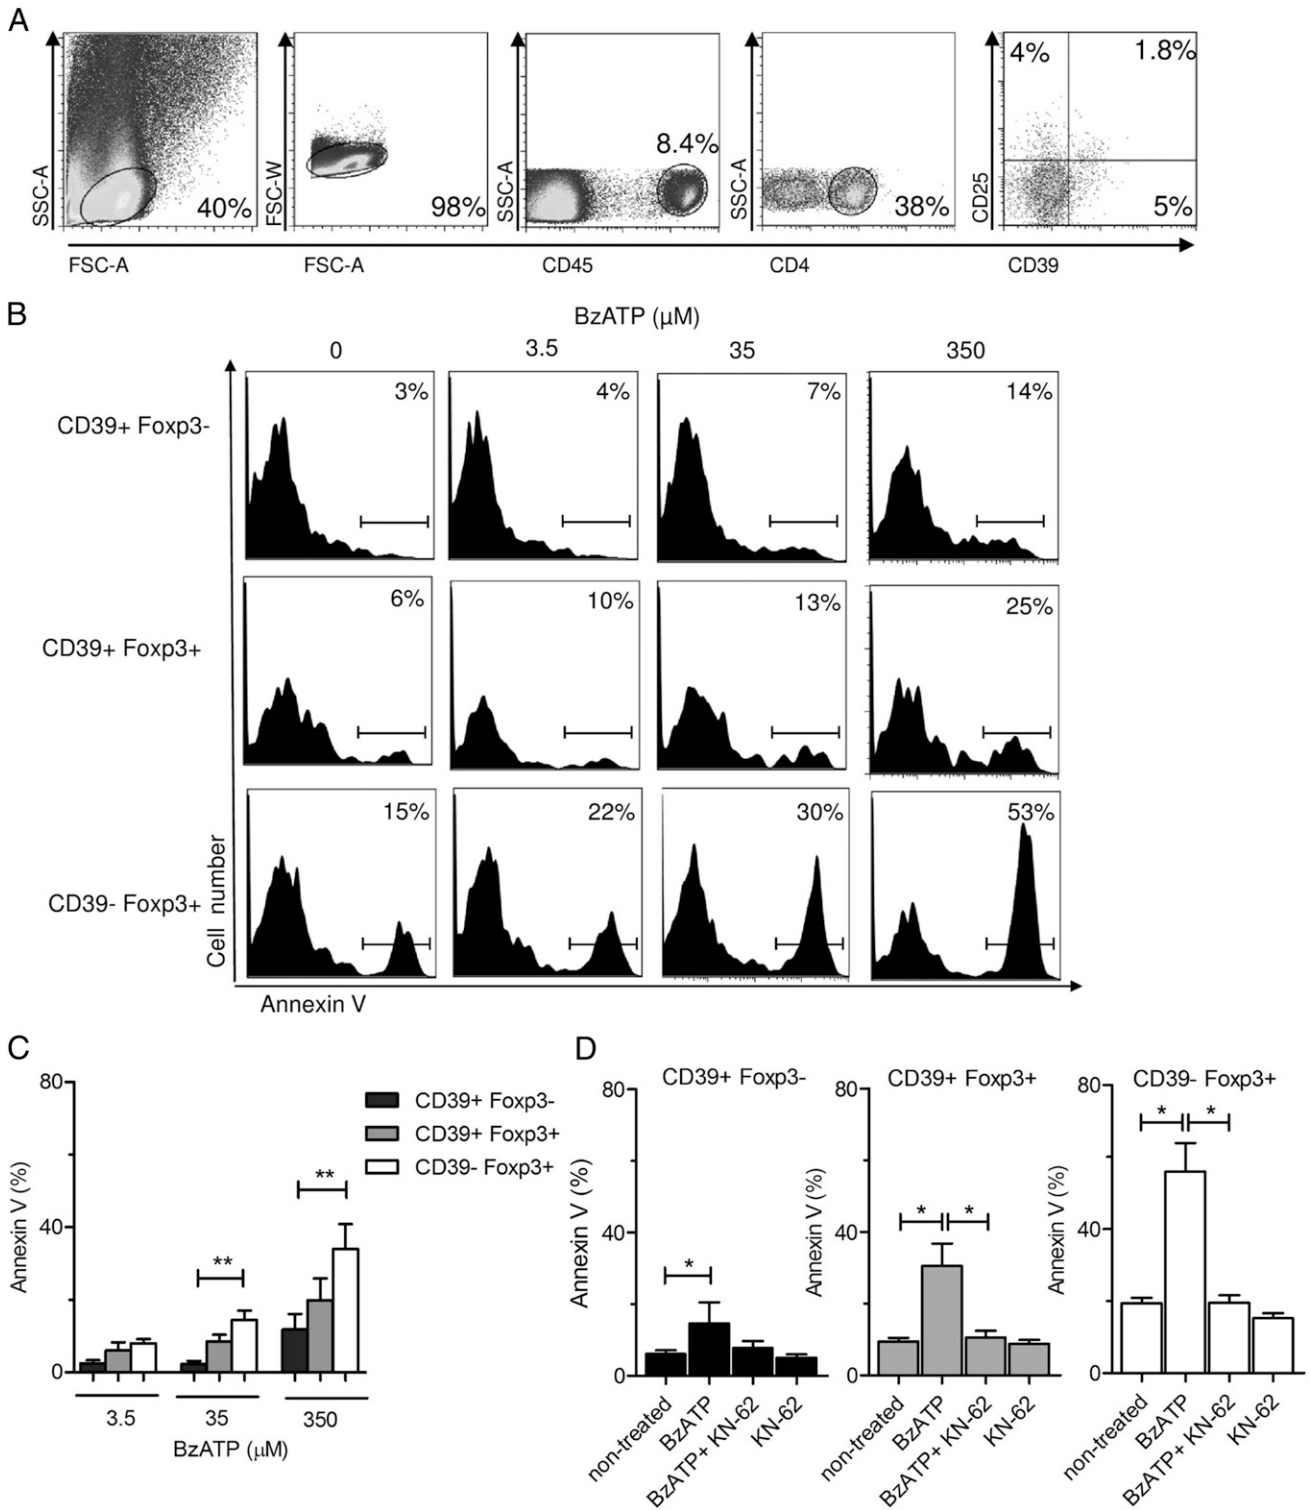 A
SSC-A
40%
FSC-A
FSC-W
98%
FSC-A
SSC-A
8.4%
CD45
SSC-A
38%
CD4
CD25
4%
1.8%
5%
CD39
B
BzATP (µM)
0
3.5
35
350
CD39+ Foxp3-
3%
4%
7%
14%
CD39+ Foxp3+
6%
10%
13%
25%
CD39- Foxp3+
15%
22%
30%
53%
Cell number
Annexin V
C
Annexin V (%)
80
40
0
CD39+ Foxp3-
CD39+ Foxp3+
CD39- Foxp3+
**
**
3.5
35
350
BzATP (µM)
D
CD39+ Foxp3-
Annexin V (%)
80
40
0
*
non-treated
BzATP
BzATP+ KN-62
KN-62
CD39+ Foxp3+
Annexin V (%)
80
40
0
*
*
non-treated
BzATP
BzATP+ KN-62
KN-62
CD39- Foxp3+
Annexin V (%)
80
40
0
*
*
non-treated
BzATP
BzATP+ KN-62
KN-62